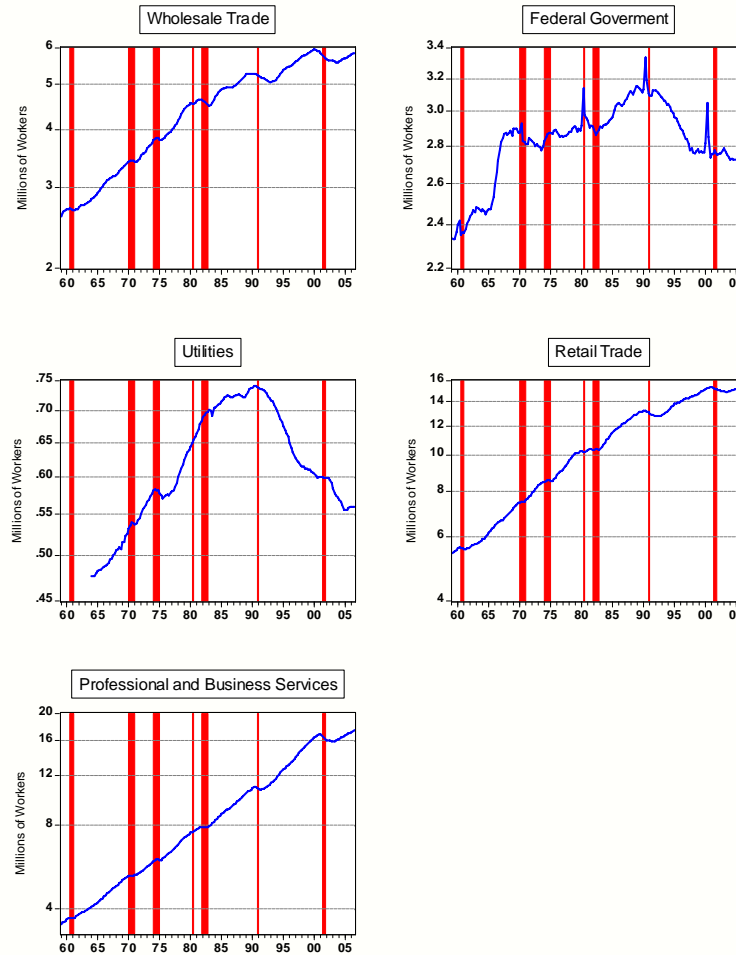 Wholesale Trade
Millions of Workers
6
5
4
3
2
60 65 70 75 80 85 90 95 00 05
Federal Goverment
Millions of Workers
3.4
3.2
3.0
2.8
2.6
2.4
2.2
60 65 70 75 80 85 90 95 00 05
Utilities
Millions of Workers
.75
.70
.65
.60
.55
.50
.45
60 65 70 75 80 85 90 95 00 05
Retail Trade
Millions of Workers
16
14
12
10
8
6
4
60 65 70 75 80 85 90 95 00 05
Professional and Business Services
Millions of Workers
20
16
12
8
4
60 65 70 75 80 85 90 95 00 05